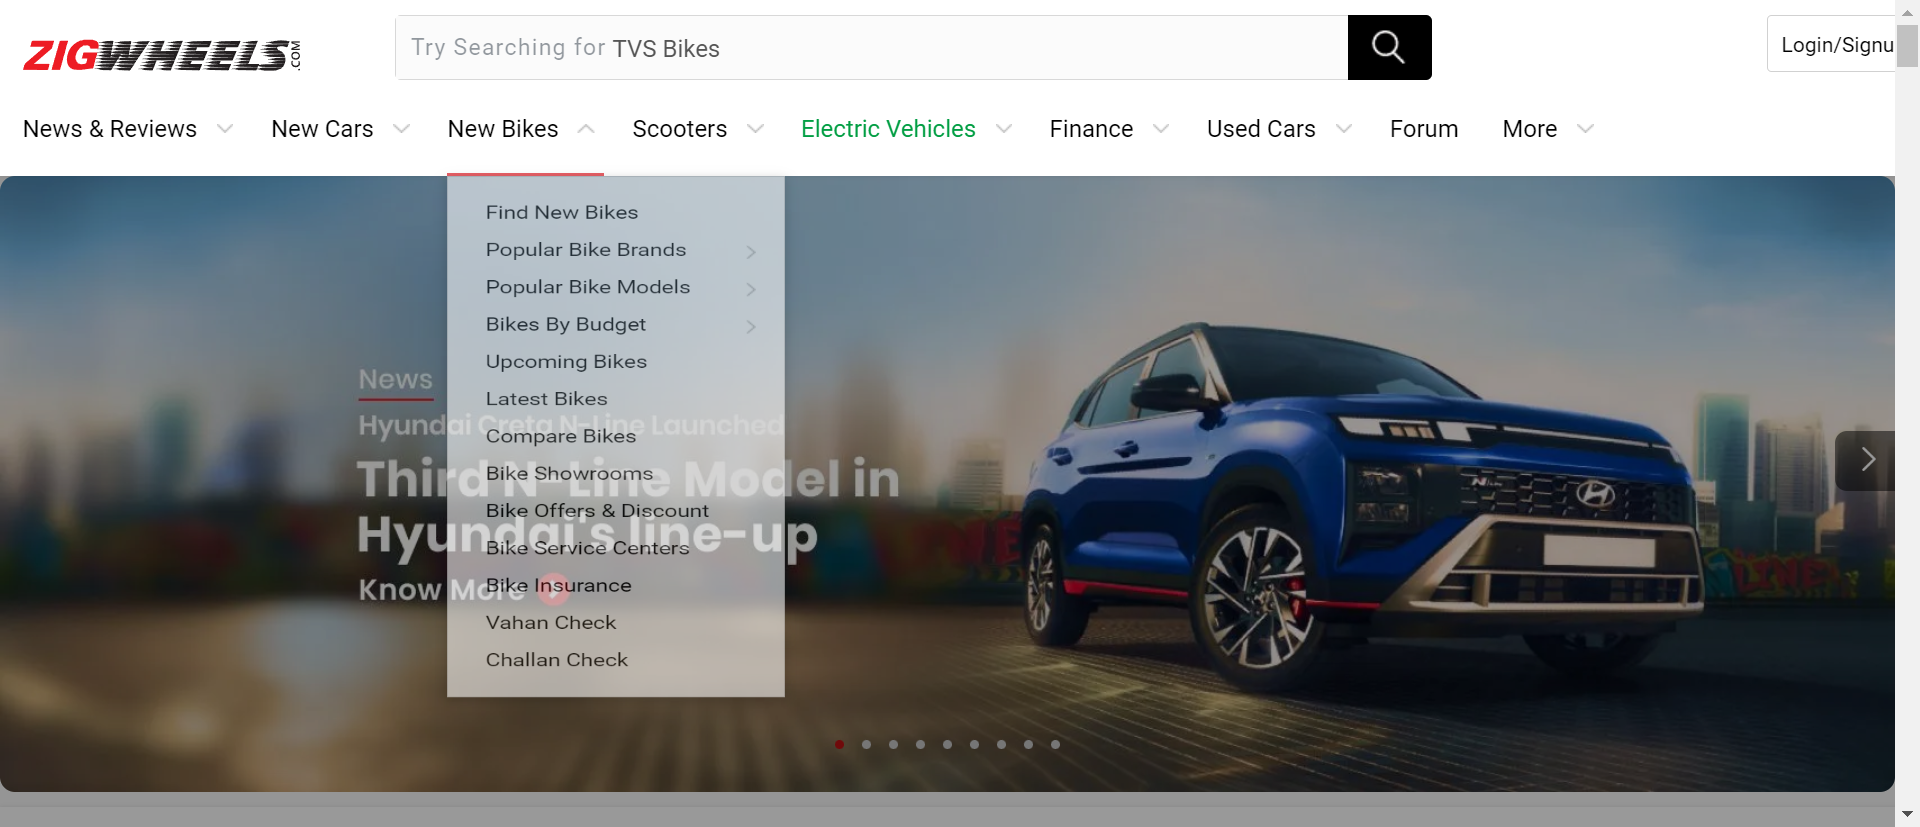 ZIGWHEELS.COM
Try Searching for TVS Bikes
Login/Signu
News & Reviews
New Cars
New Bikes
Scooters
Electric Vehicles
Finance
Used Cars
Forum
More
Find New Bikes
Popular Bike Brands
Popular Bike Models
Bikes By Budget
Upcoming Bikes
Latest Bikes
Compare Bikes
Bike Showrooms
Bike Offers & Discount
Bike Service Centers
Bike Insurance
Vahan Check
Challan Check
News
Hyundai Creta N-Line Launched
Third N-Line Model in
Hyundai's line-up
Know More